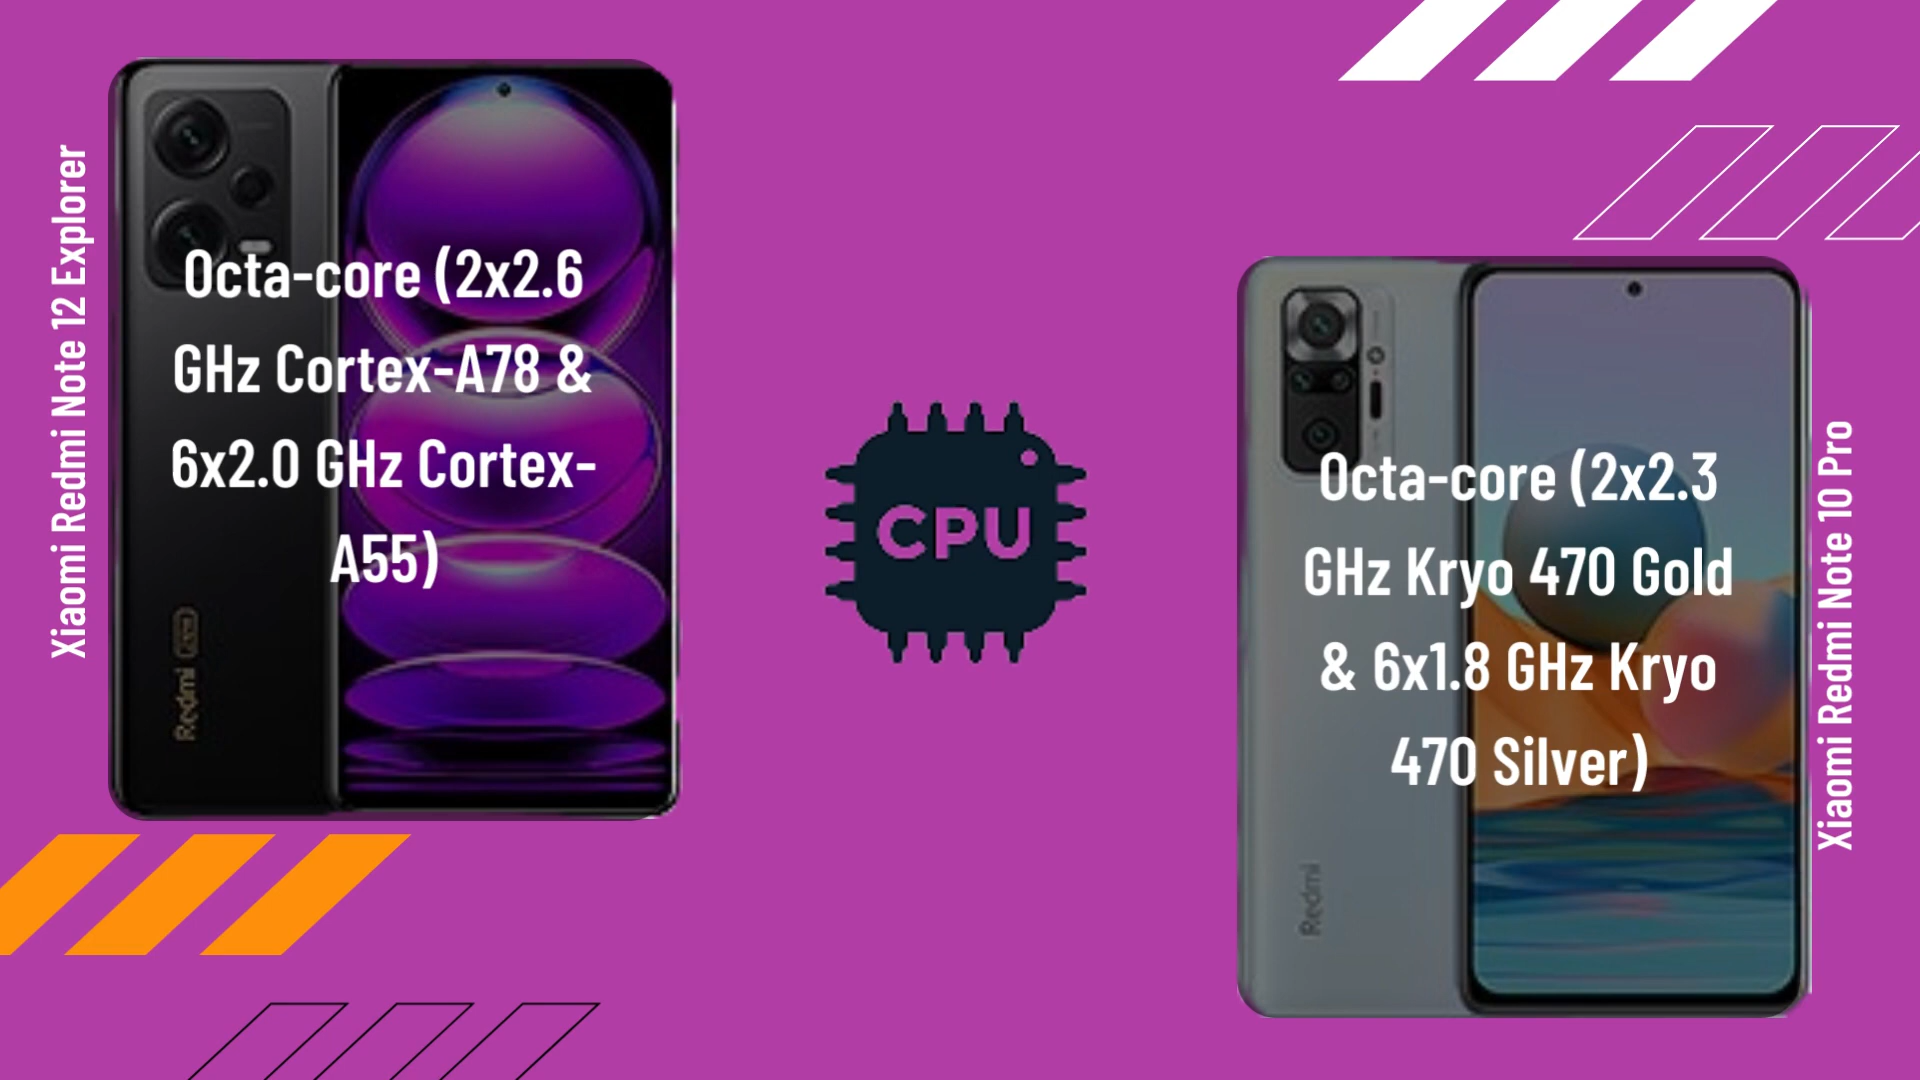 Xiaomi Redmi Note 12 Explorer
Octa-core (2x2.6
GHz Cortex-A78 &
6x2.0 GHz Cortex-
A55)
Redmi
CPU
Octa-core (2x2.3
GHz Kryo 470 Gold
& 6x1.8 GHz Kryo
470 Silver)
Redmi
Xiaomi Redmi Note 10 Pro